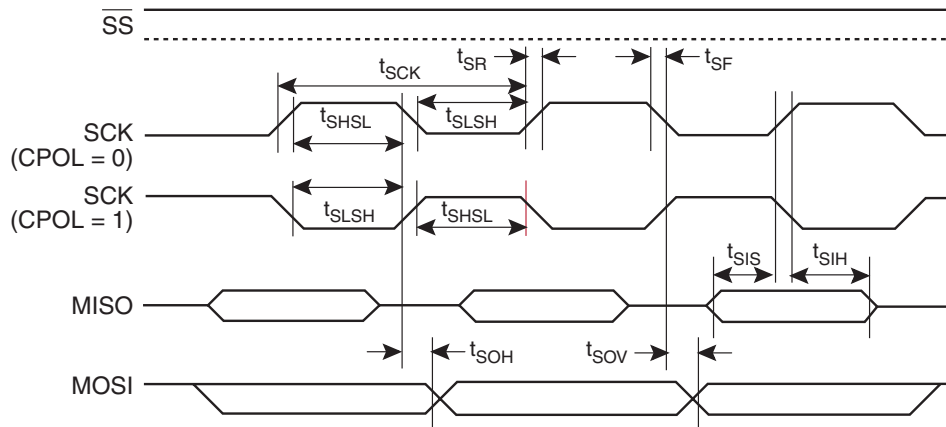 SS
tSR
tSF
tSCK
tSHSL
tSLSH
SCK
(CPOL = 0)
SCK
(CPOL = 1)
tSLSH
tSHSL
tSIS
tSIH
MISO
tSOH
tSOV
MOSI